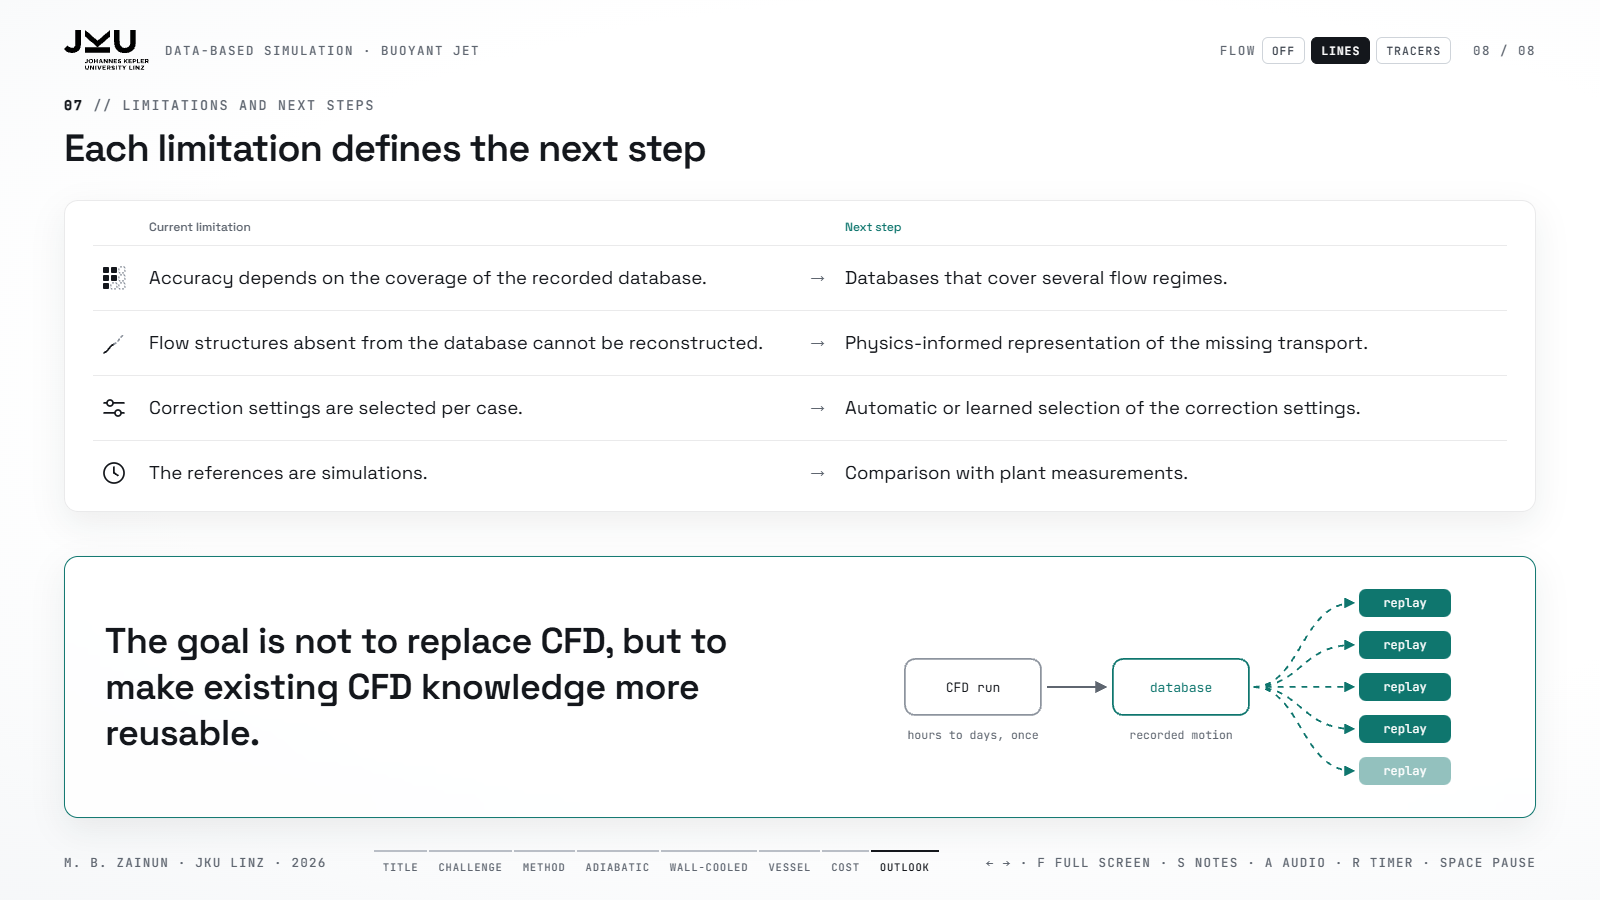 JKU
JOHANNES KEPLER
UNIVERSITY LINZ
DATA-BASED SIMULATION · BUOYANT JET
FLOW OFF LINES TRACERS 08 / 08
07 // LIMITATIONS AND NEXT STEPS
Each limitation defines the next step
Current limitation Next step
Accuracy depends on the coverage of the recorded database. → Databases that cover several flow regimes.
Flow structures absent from the database cannot be reconstructed. → Physics-informed representation of the missing transport.
Correction settings are selected per case. → Automatic or learned selection of the correction settings.
The references are simulations. → Comparison with plant measurements.
The goal is not to replace CFD, but to
make existing CFD knowledge more
reusable.
CFD run
hours to days, once
database
recorded motion
replay
replay
replay
replay
replay
M. B. ZAINUN · JKU LINZ · 2026
TITLE CHALLENGE METHOD ADIABATIC WALL-COOLED VESSEL COST OUTLOOK
← → · F FULL SCREEN · S NOTES · A AUDIO · R TIMER · SPACE PAUSE